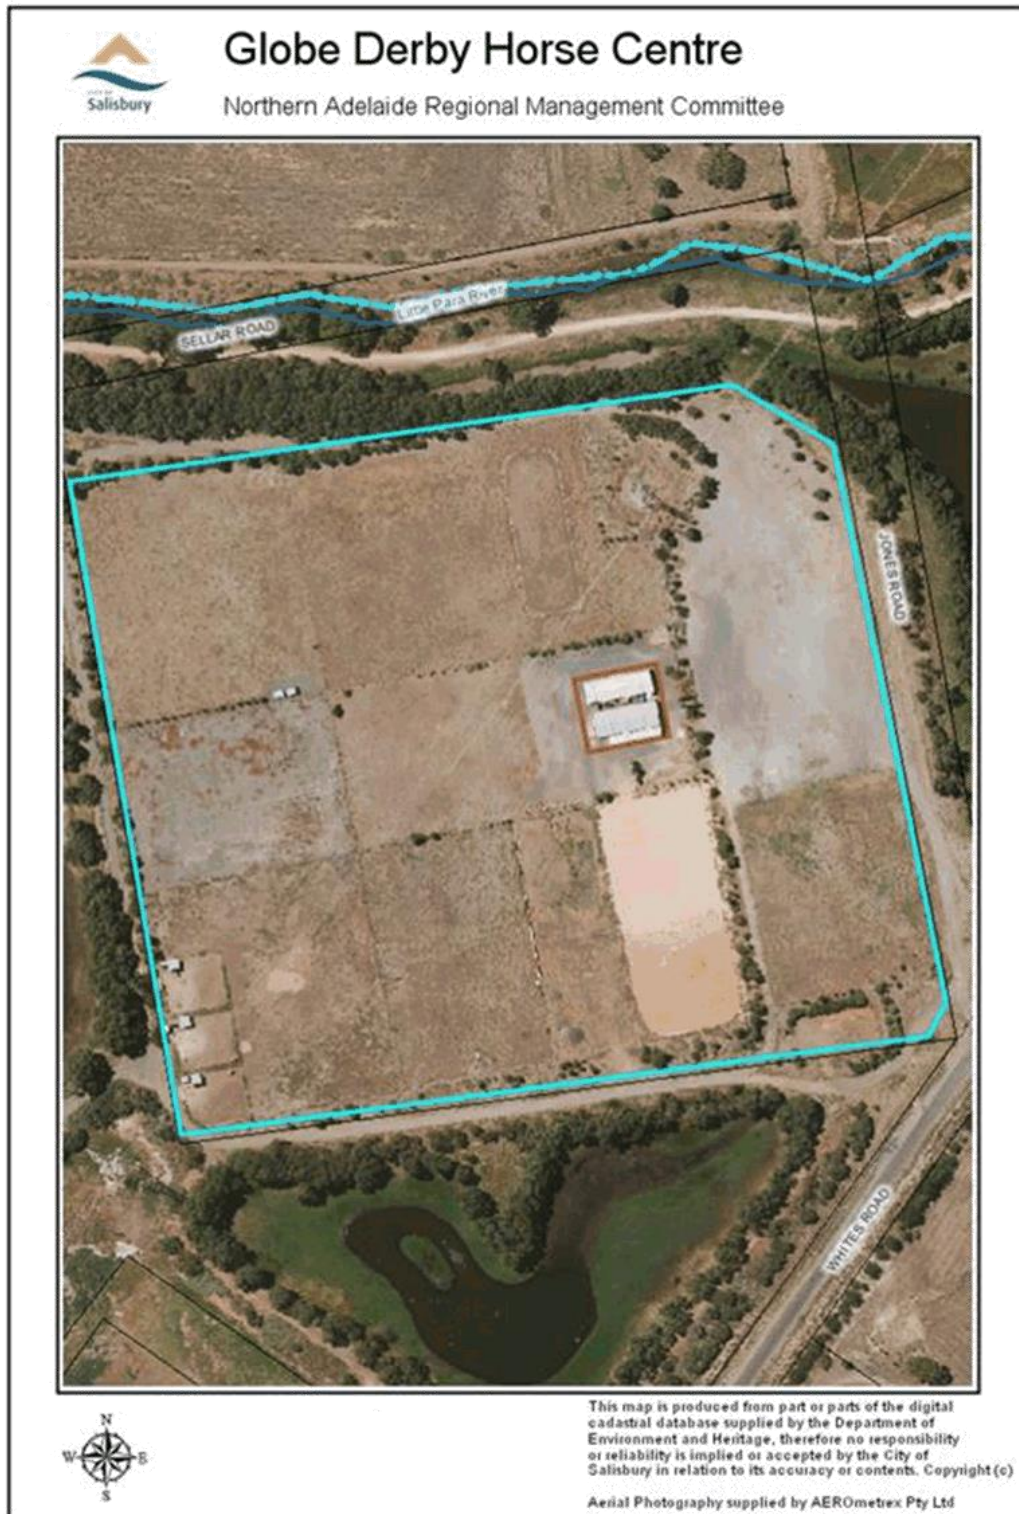 Globe Derby Horse Centre
CITY OF
Salisbury
Northern Adelaide Regional Management Committee
Little Para River
SELLAR ROAD
JONES ROAD
WHITES ROAD
N
W E
S
This map is produced from part or parts of the digital
cadastral database supplied by the Department of
Environment and Heritage, therefore no responsibility
or reliability is implied or accepted by the City of
Salisbury in relation to its accuracy or contents. Copyright (c)
Aerial Photography supplied by AEROmetrex Pty Ltd